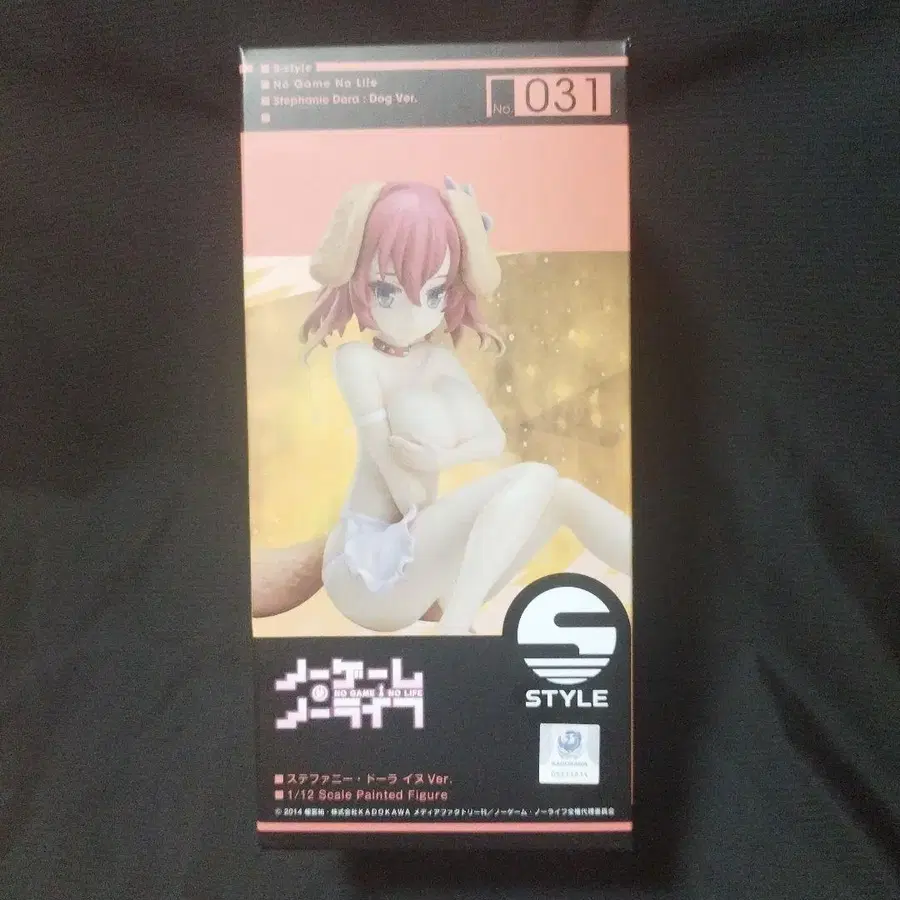 S-style
No Game No Life
Stephanie Dora : Dog Ver.
No. 031
ノーゲーム
NO GAME NO LIFE
ノーライフ
S
STYLE
KADOKAWA
ステファニー・ドーラ イヌ Ver.
1/12 Scale Painted Figure
© 2014 榎宮祐・株式会社KADOKAWA メディアファクトリー刊/ノーゲーム・ノーライフ全権代理委員会